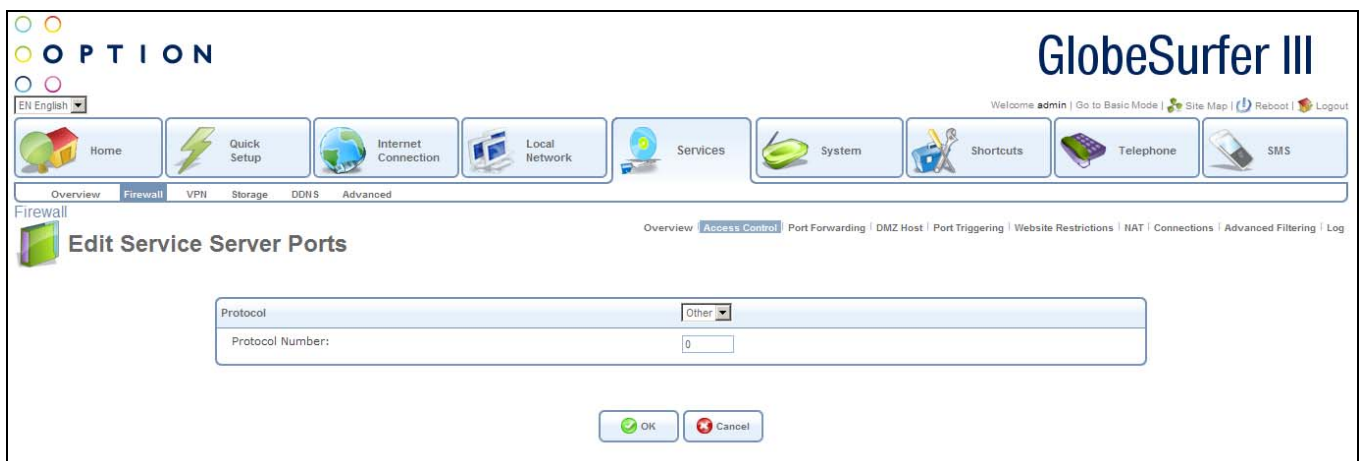 OPTION
GlobeSurfer III
EN English
Welcome admin | Go to Basic Mode | Site Map | Reboot | Logout
Home
Quick Setup
Internet Connection
Local Network
Services
System
Shortcuts
Telephone
SMS
Overview Firewall VPN Storage DDNS Advanced
Firewall
Overview | Access Control | Port Forwarding | DMZ Host | Port Triggering | Website Restrictions | NAT | Connections | Advanced Filtering | Log
Edit Service Server Ports
Protocol Other
Protocol Number: 0
OK Cancel